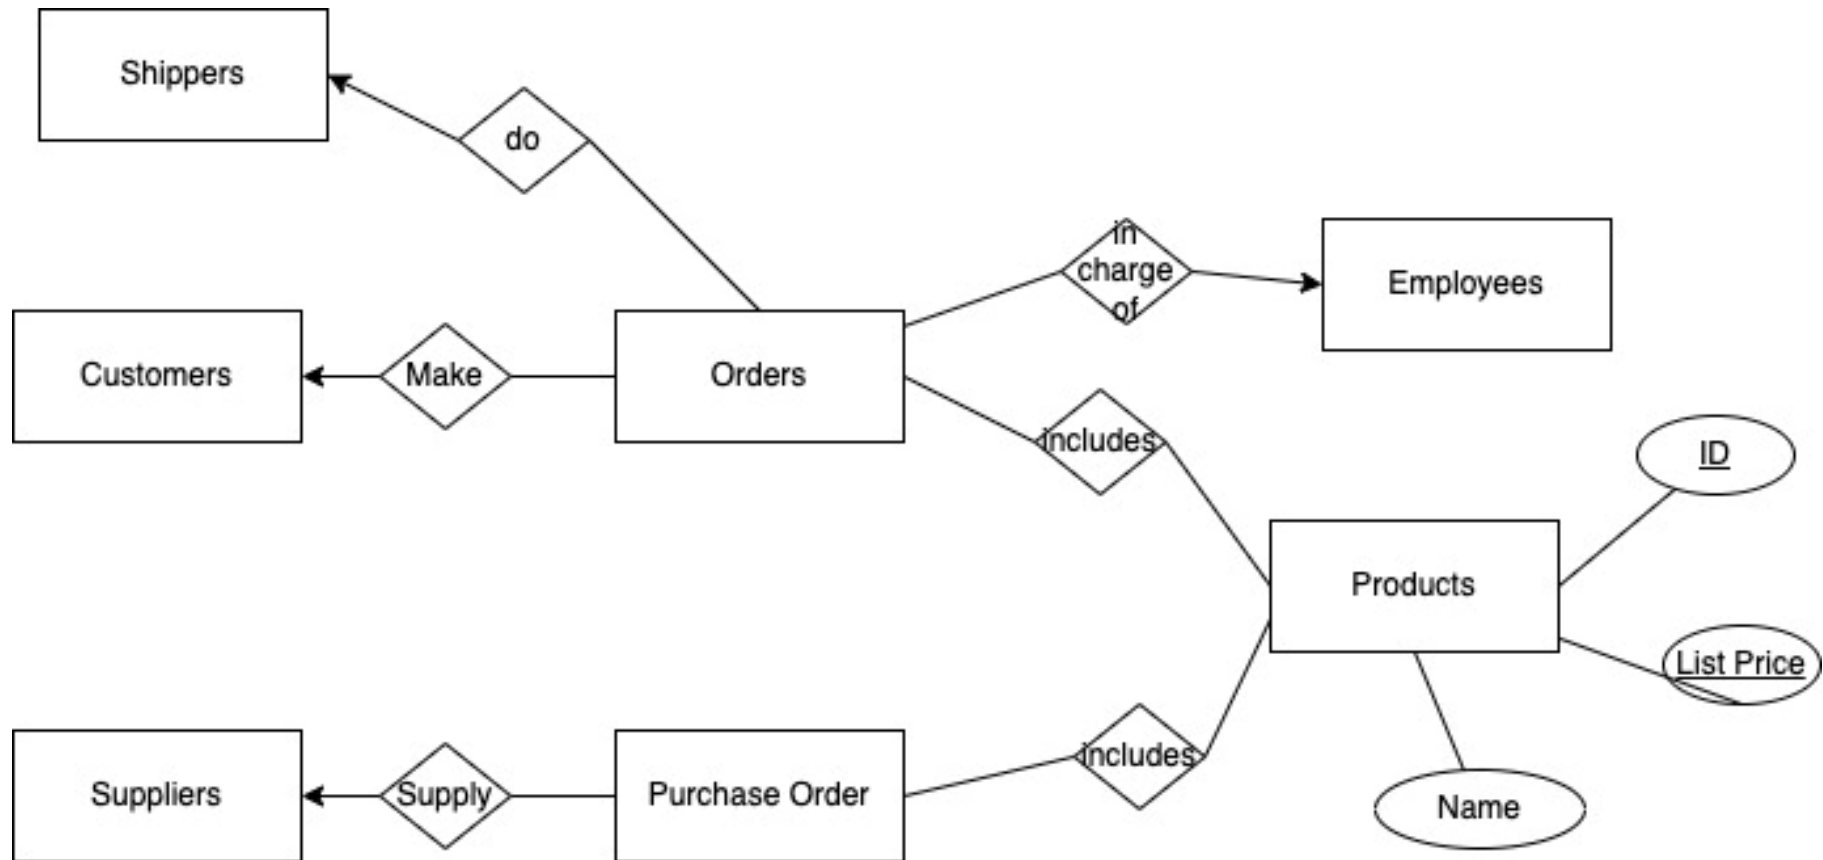 Shippers
do
in
charge
of
Employees
Customers
Make
Orders
includes
ID
Products
List Price
Suppliers
Supply
Purchase Order
includes
Name